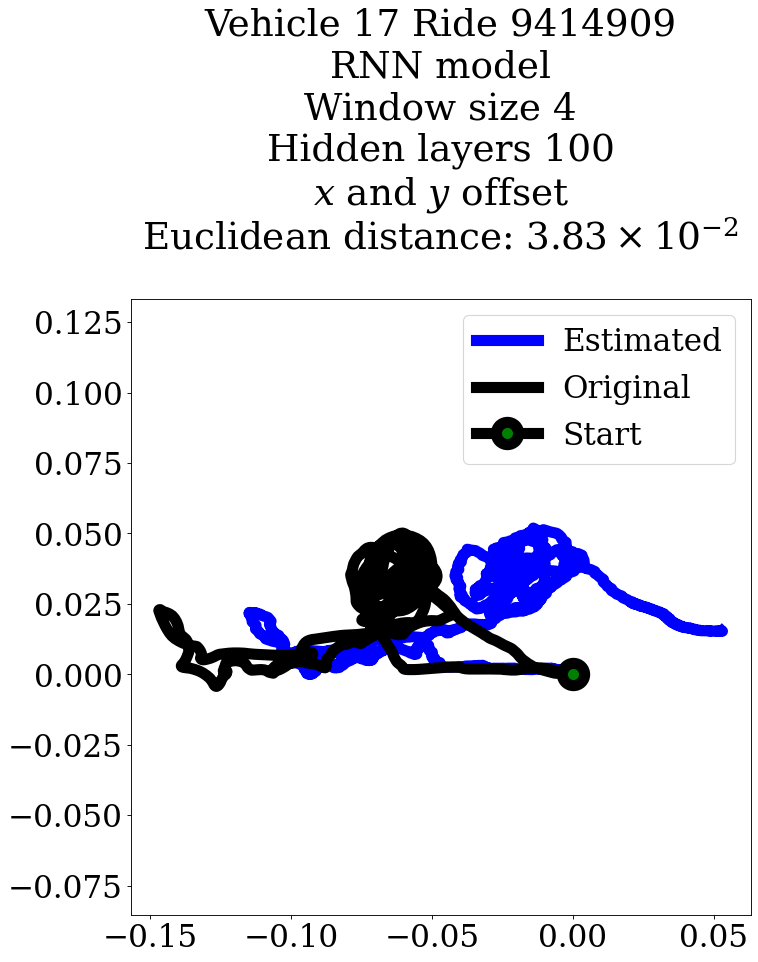 Vehicle 17 Ride 9414909
RNN model
Window size 4
Hidden layers 100
x and y offset
Euclidean distance: 3.83 × 10⁻²
Estimated
Original
Start
0.125
0.100
0.075
0.050
0.025
0.000
−0.025
−0.050
−0.075
−0.15 −0.10 −0.05 0.00 0.05